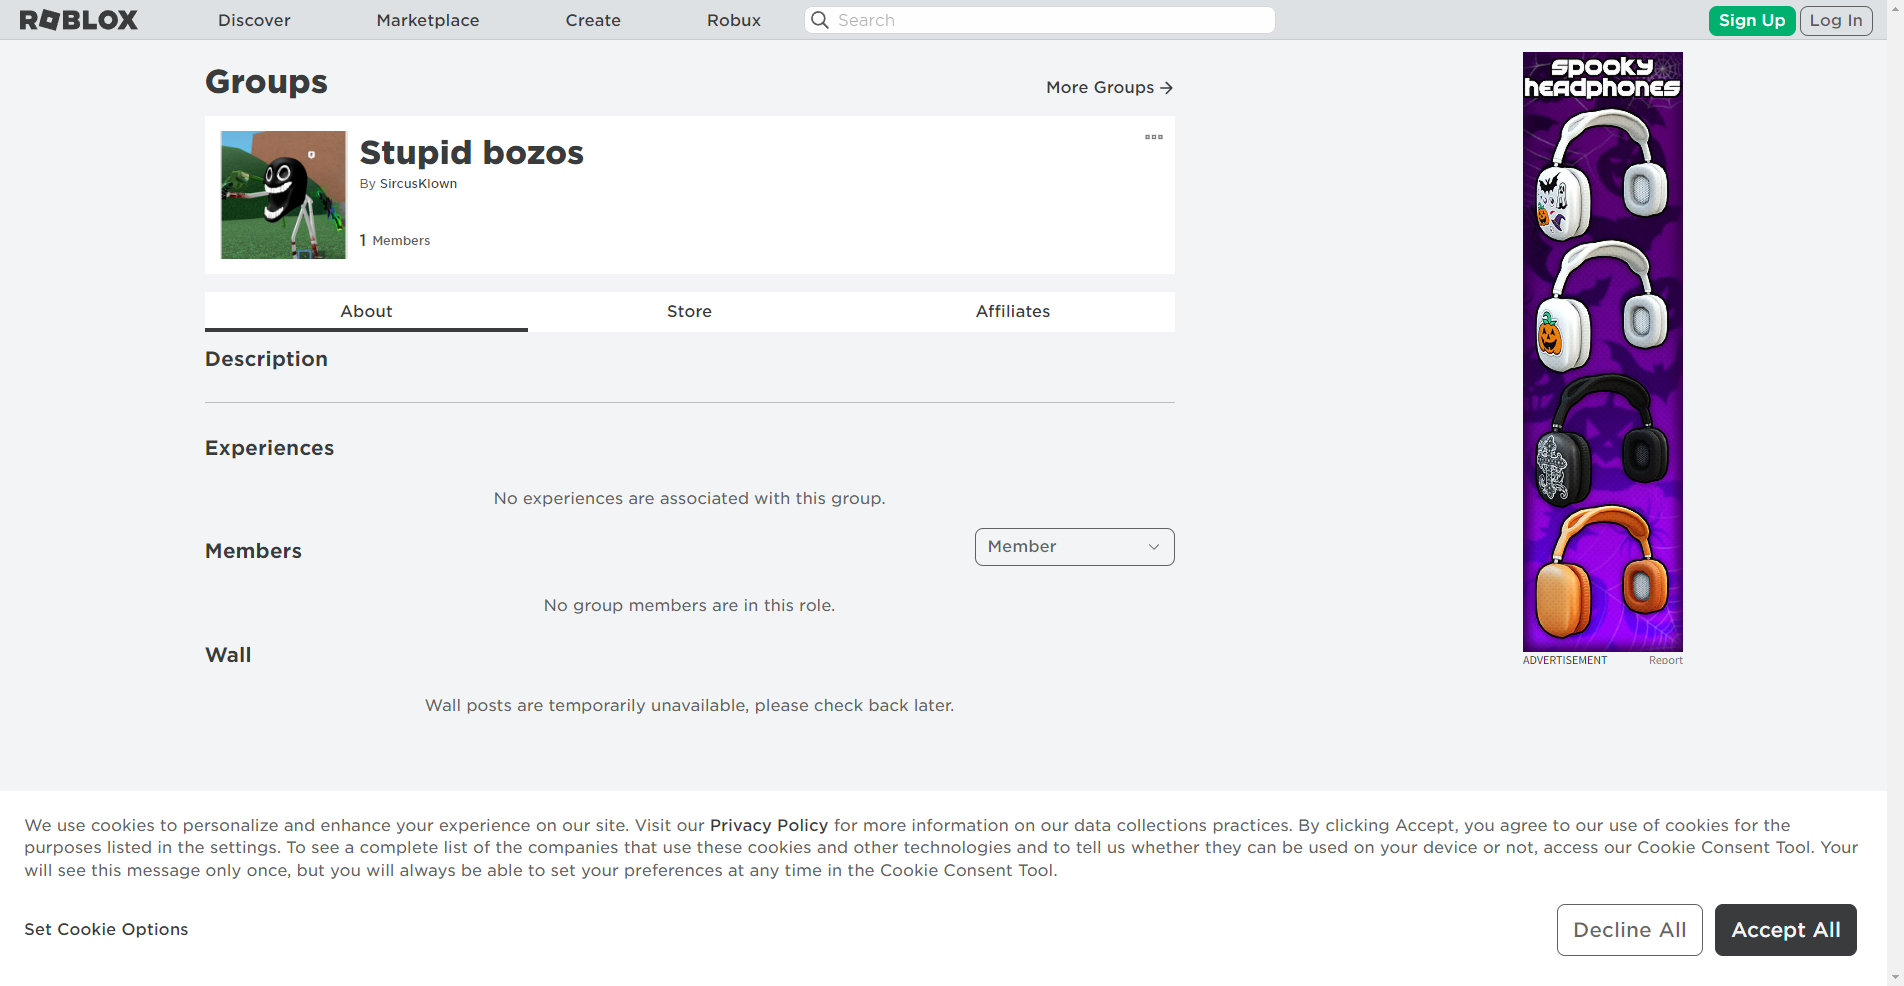 ROBLOX
Discover
Marketplace
Create
Robux
Search
Sign Up
Log In
Groups
More Groups
Stupid bozos
By SircusKlown
1 Members
About
Store
Affiliates
Description
Experiences
No experiences are associated with this group.
Members
Member
No group members are in this role.
Wall
Wall posts are temporarily unavailable, please check back later.
spooky
headphones
ADVERTISEMENT
Report
We use cookies to personalize and enhance your experience on our site. Visit our Privacy Policy for more information on our data collections practices. By clicking Accept, you agree to our use of cookies for the
purposes listed in the settings. To see a complete list of the companies that use these cookies and other technologies and to tell us whether they can be used on your device or not, access our Cookie Consent Tool. Your
will see this message only once, but you will always be able to set your preferences at any time in the Cookie Consent Tool.
Set Cookie Options
Decline All
Accept All